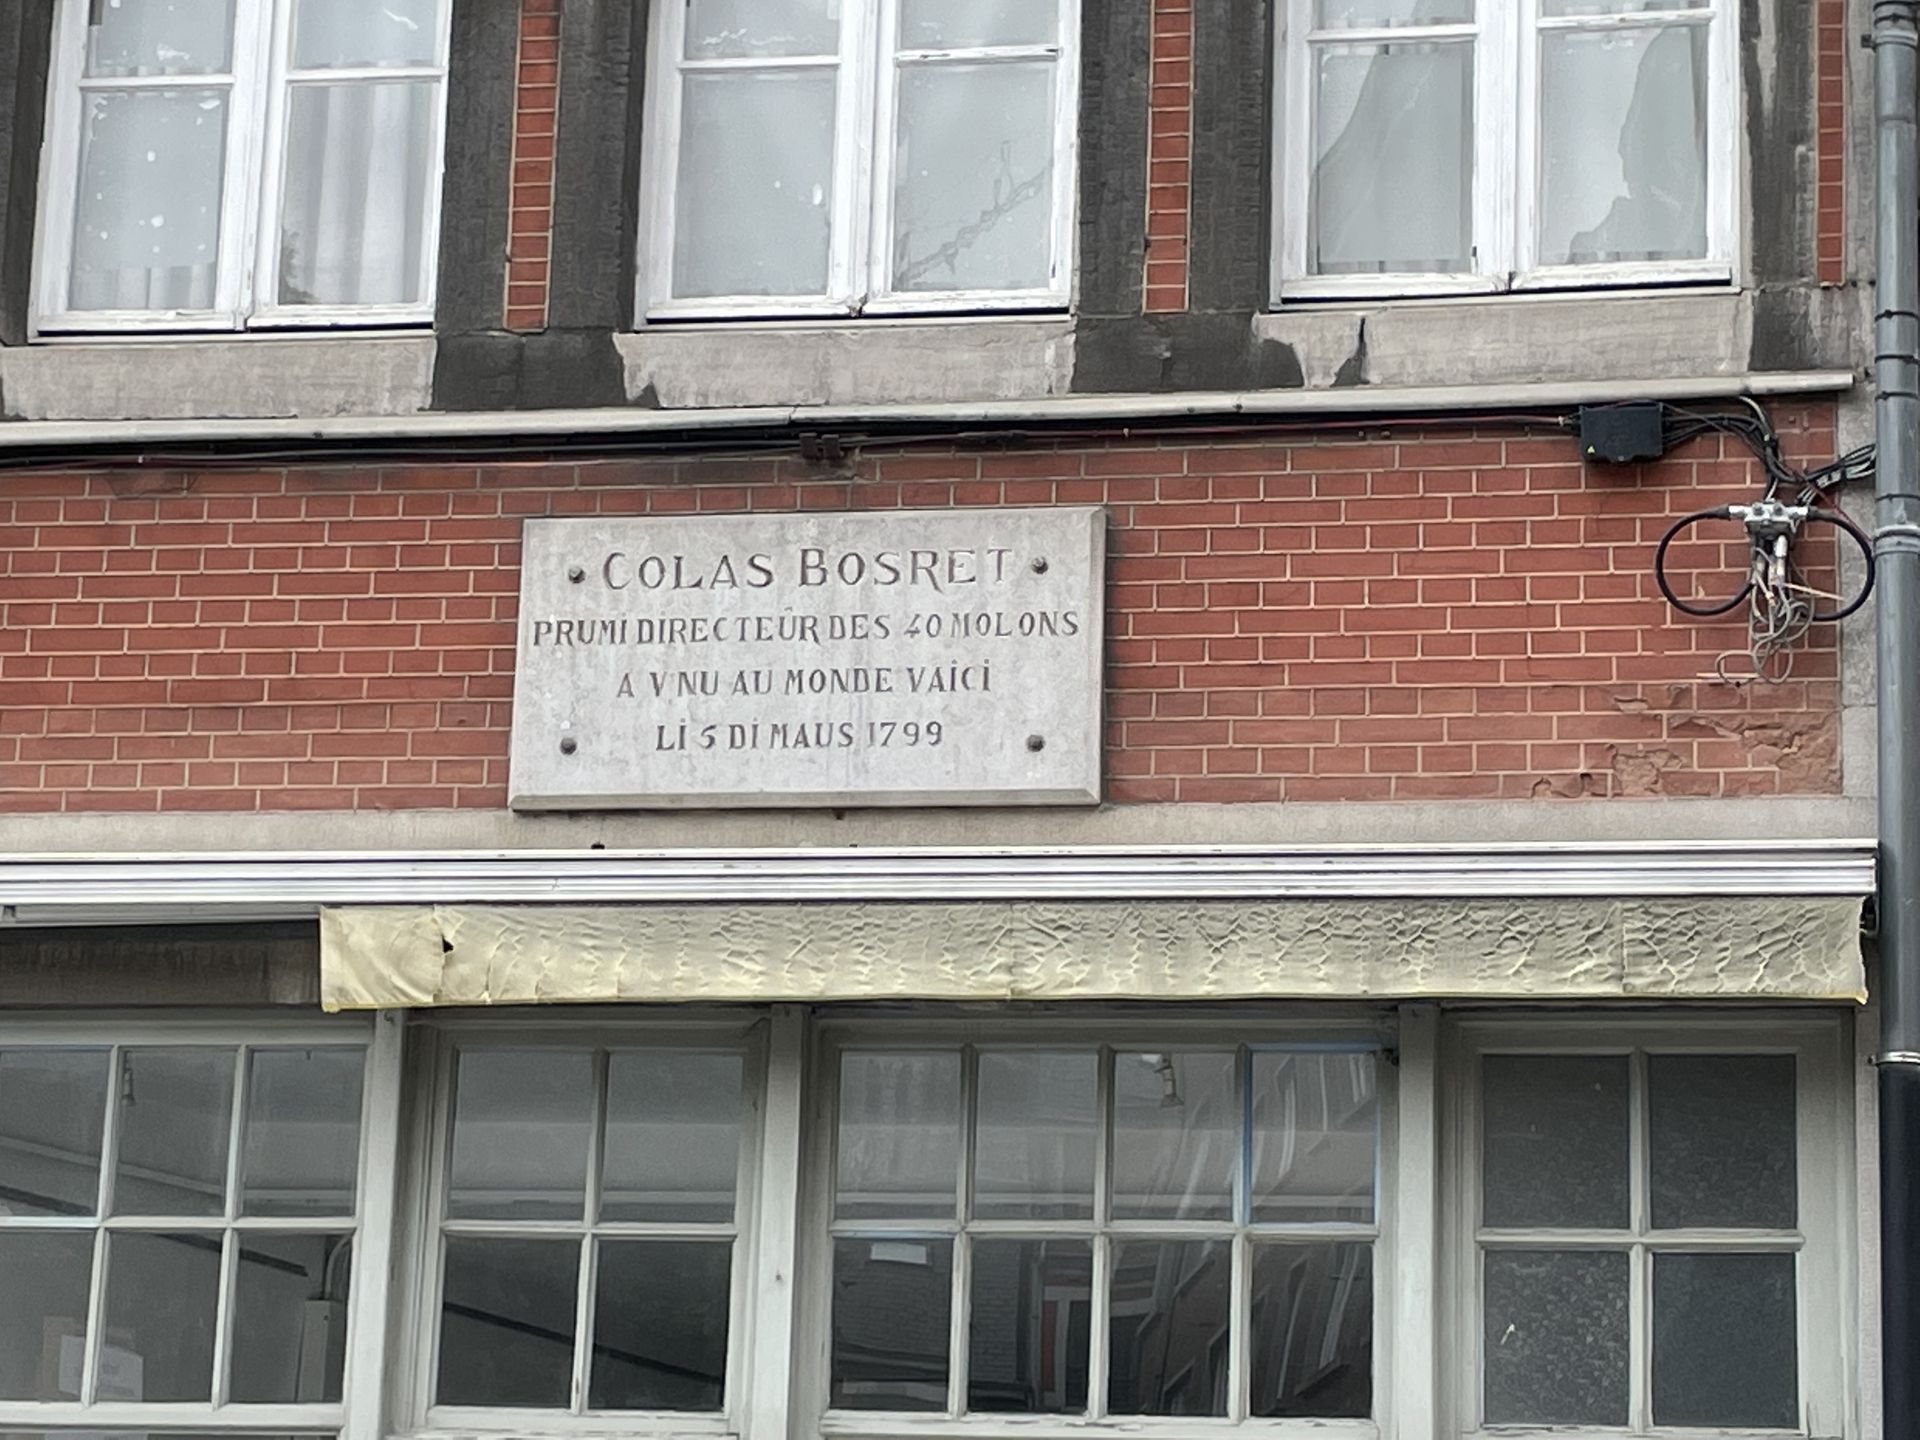 COLAS BOSRET
PRUMI DIRECTEÛR DES 40 MOLONS
A V'NU AU MONDE VAICI
LI 5 DI MAUS 1799